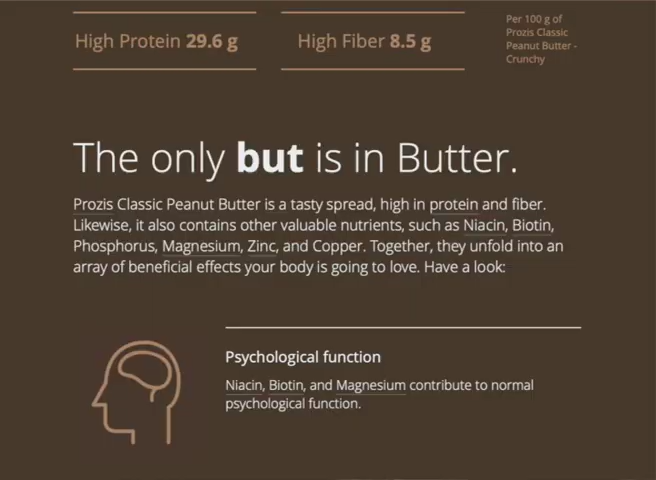 High Protein 29.6 g
High Fiber 8.5 g
Per 100 g of
Prozis Classic
Peanut Butter -
Crunchy
The only but is in Butter.
Prozis Classic Peanut Butter is a tasty spread, high in protein and fiber.
Likewise, it also contains other valuable nutrients, such as Niacin, Biotin,
Phosphorus, Magnesium, Zinc, and Copper. Together, they unfold into an
array of beneficial effects your body is going to love. Have a look:
Psychological function
Niacin, Biotin, and Magnesium contribute to normal
psychological function.